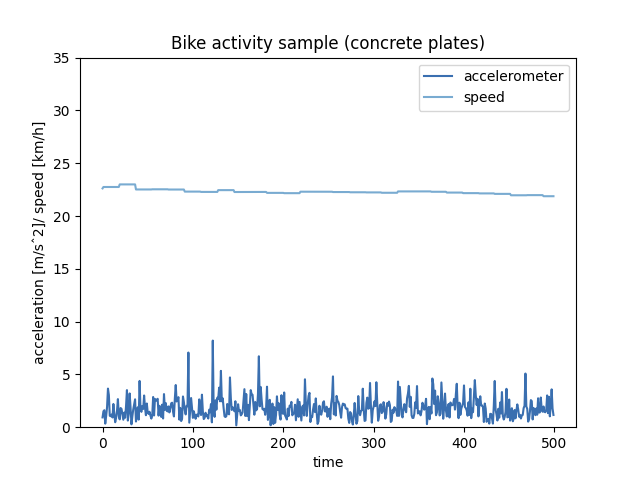 Bike activity sample (concrete plates)
accelerometer
speed
acceleration [m/s^2]/ speed [km/h]
35
30
25
20
15
10
5
0
0 100 200 300 400 500
time